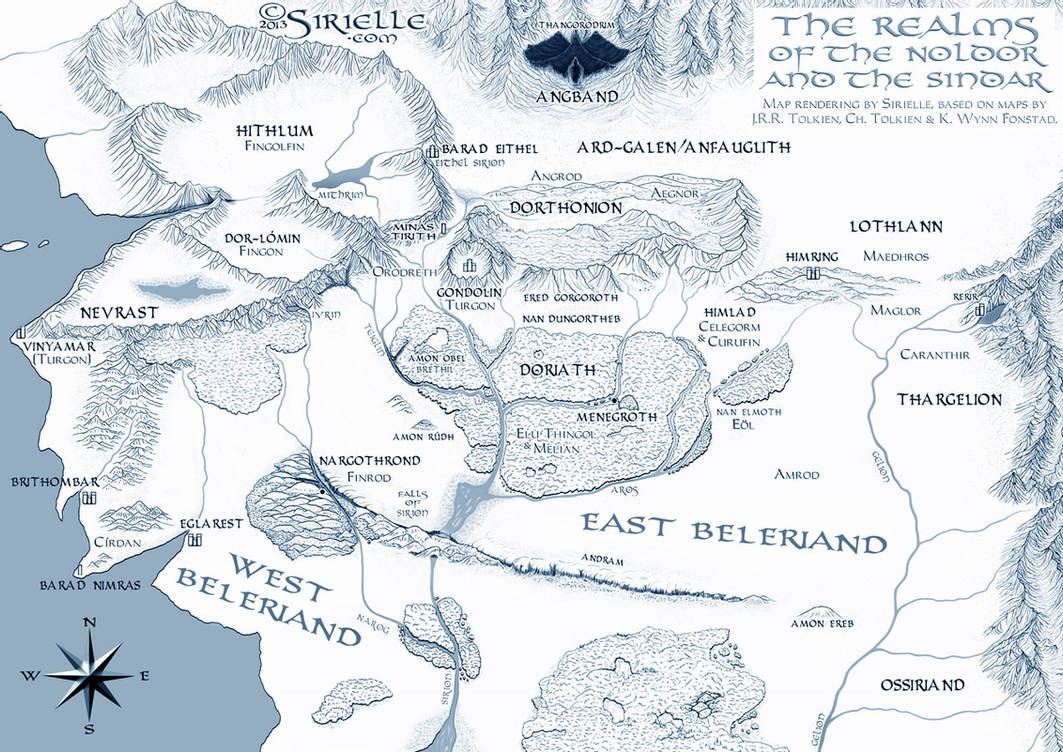 ©
2013 SIRIELLE
.COM
THE REALMS
OF THE NOLDOR
AND THE SINDAR
MAP RENDERING BY SIRIELLE, BASED ON MAPS BY
J.R.R. TOLKIEN, CH. TOLKIEN & K. WYNN FONSTAD.
THANGORODRIM
ANGBAND
HITHLUM
FINGOLFIN
BARAD EITHEL
EITHEL SIRION
ARD-GALEN/ANFAUGLITH
MITHRIM
ANGROD
AEGNOR
DORTHONION
LOTHLANN
MINAS
TIRITH
DOR-LÓMIN
FINGON
ORODRETH
HIMRING
MAEDHROS
GONDOLIN
TURGON
ERED GORGOROTH
RERIR
NEVRAST
IVRIN
NAN DUNGORTHEB
HIMLAD
CELEGORM
& CURUFIN
MAGLOR
TEIGLIN
VINYAMAR
(TURGON)
AMON OBEL
BRETHIL
DORIATH
CARANTHIR
THARGELION
MENEGROTH
NAN ELMOTH
EÖL
AMON RÛDH
ELU THINGOL
& MELIAN
NARGOTHROND
FINROD
GELION
AMROD
BRITHOMBAR
FALLS
OF
SIRION
AROS
EGLAREST
EAST BELERIAND
CÍRDAN
ANDRAM
BARAD NIMRAS
WEST
BELERIAND
NAROG
AMON EREB
N
W
E
S
SIRION
OSSIRIAND
GELION